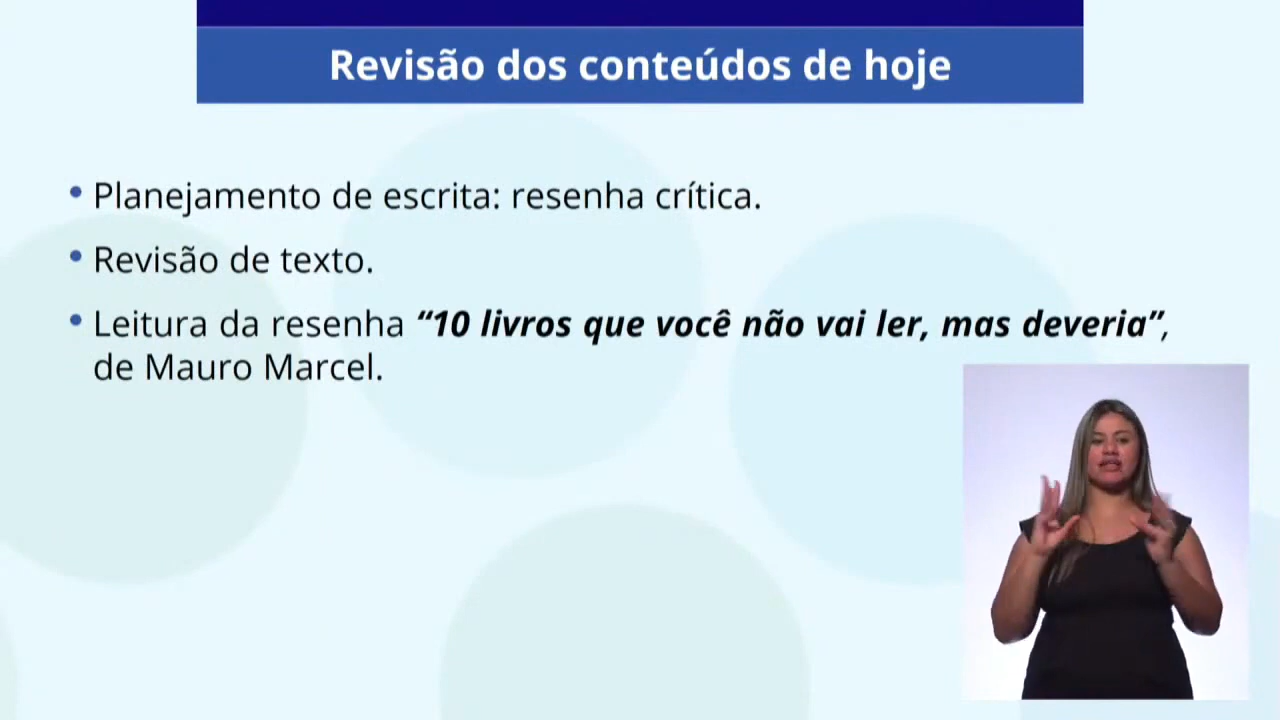 Revisão dos conteúdos de hoje
• Planejamento de escrita: resenha crítica.
• Revisão de texto.
• Leitura da resenha “10 livros que você não vai ler, mas deveria”,
de Mauro Marcel.